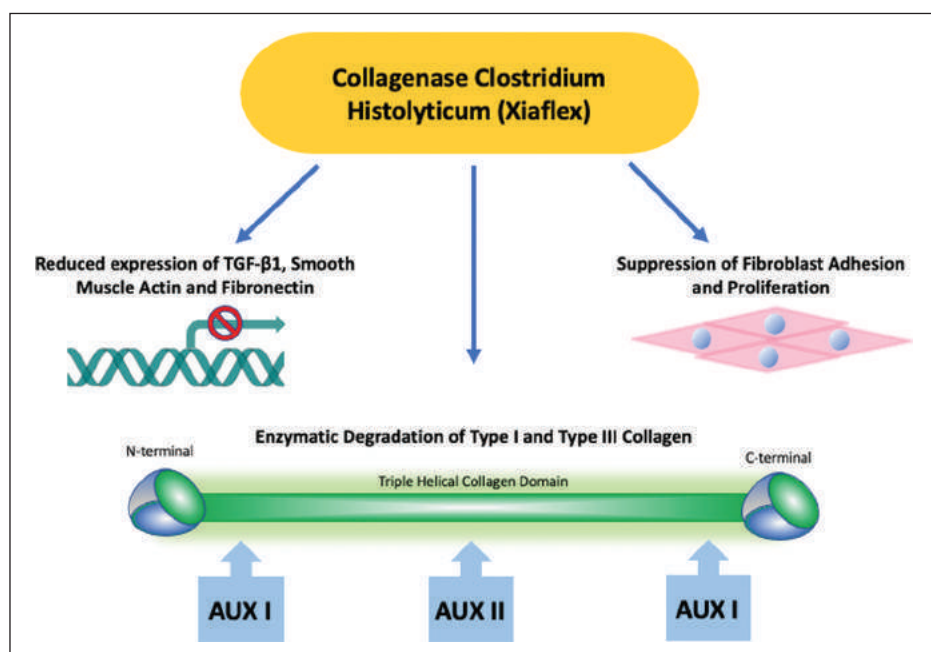 Collagenase Clostridium
Histolyticum (Xiaflex)
Reduced expression of TGF-β1, Smooth
Muscle Actin and Fibronectin
Suppression of Fibroblast Adhesion
and Proliferation
Enzymatic Degradation of Type I and Type III Collagen
N-terminal
C-terminal
Triple Helical Collagen Domain
AUX I
AUX II
AUX I